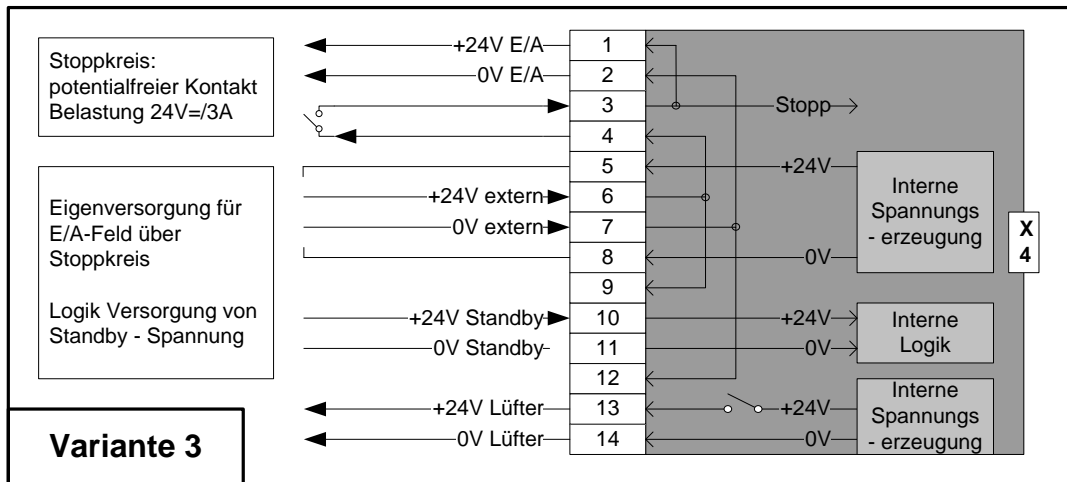 Stoppkreis:
potentialfreier Kontakt
Belastung 24V=/3A
Eigenversorgung für
E/A-Feld über
Stoppkreis
Logik Versorgung von
Standby - Spannung
Variante 3
+24V E/A
0V E/A
+24V extern
0V extern
+24V Standby
0V Standby
+24V Lüfter
0V Lüfter
1
2
3
4
5
6
7
8
9
10
11
12
13
14
Stopp
+24V
0V
+24V
0V
+24V
0V
Interne
Spannungs
- erzeugung
Interne
Logik
Interne
Spannungs
- erzeugung
X
4